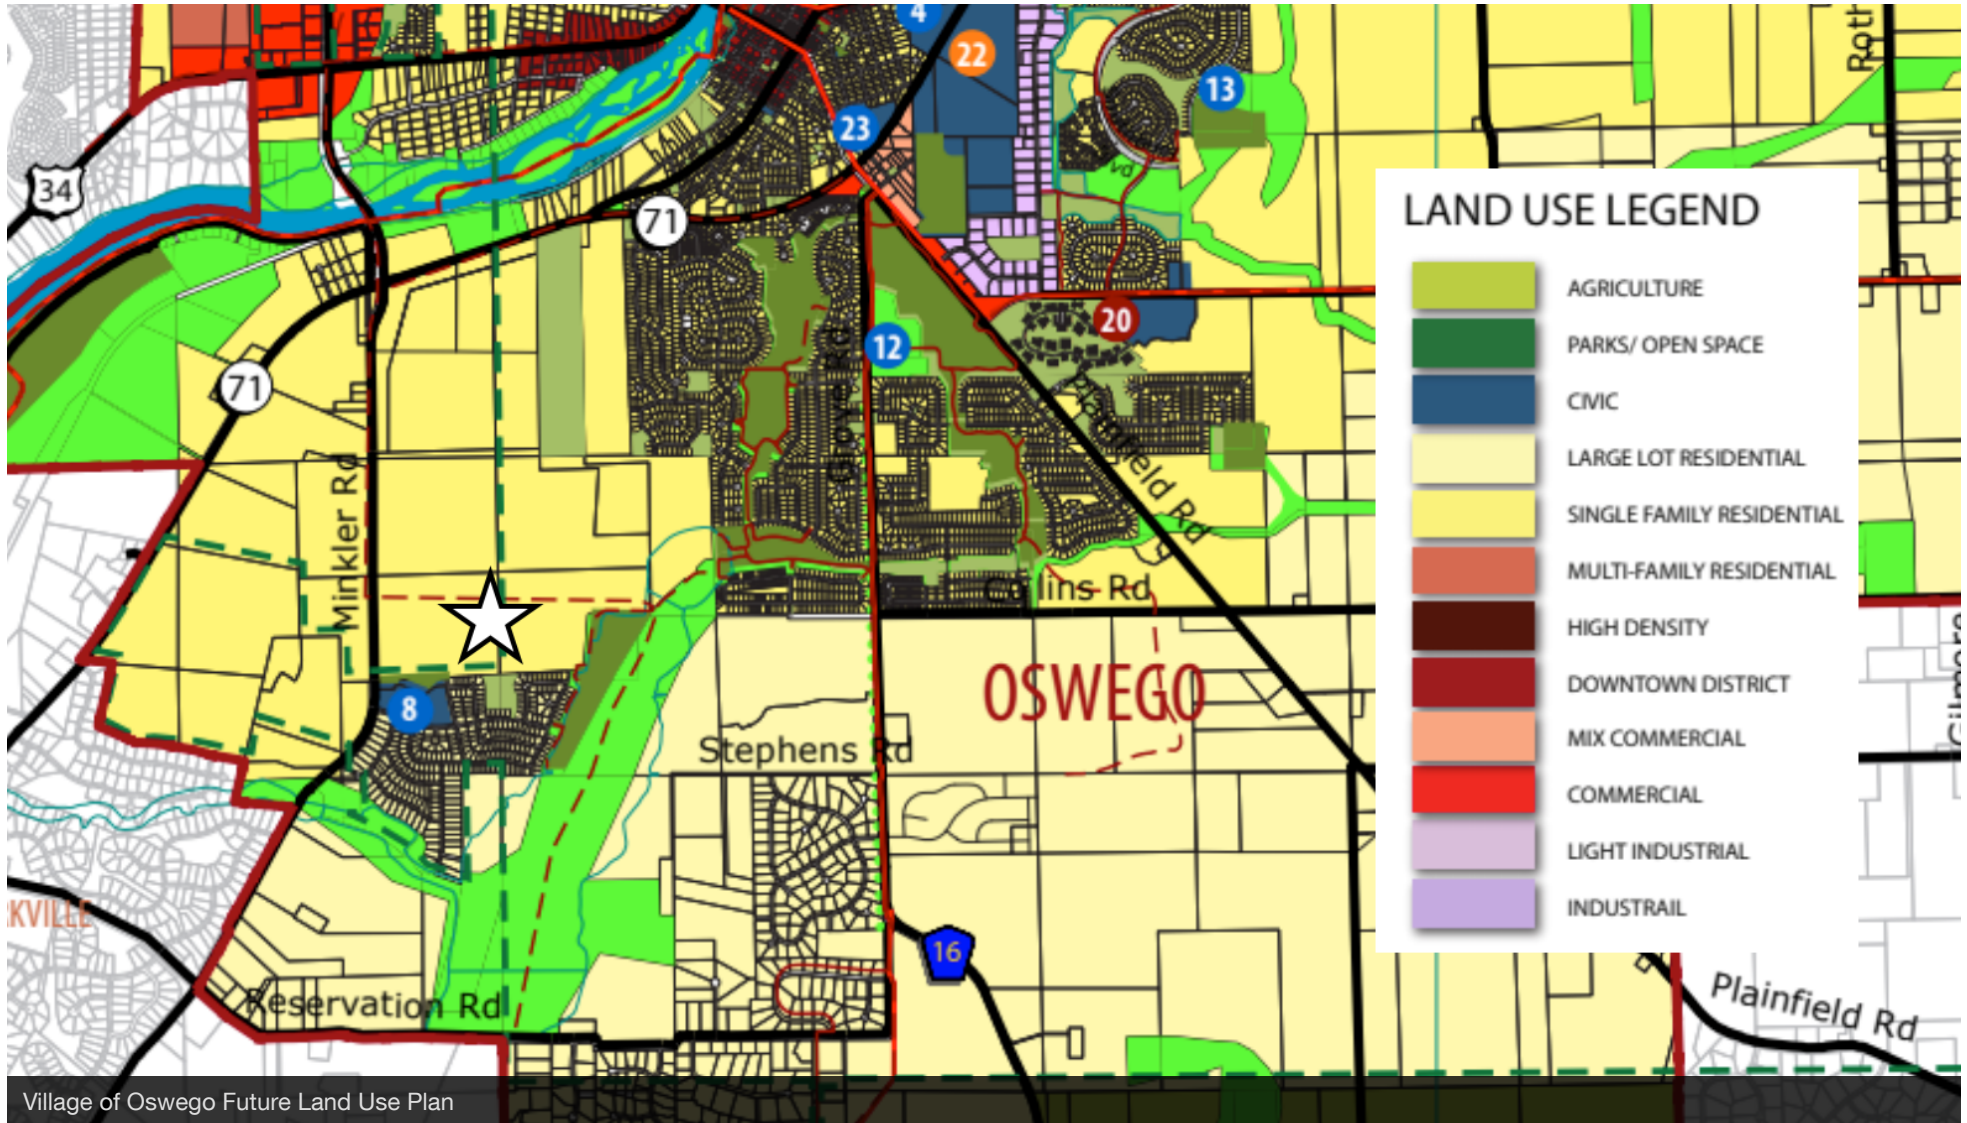 4
22
13
23
Roth
34
71
vd
20
12
71
Grove Rd
Plainfield Rd
Minkler Rd
Collins Rd
8
OSWEGO
Stephens Rd
KVILLE
16
Reservation Rd
Plainfield Rd
LAND USE LEGEND
AGRICULTURE
PARKS/ OPEN SPACE
CIVIC
LARGE LOT RESIDENTIAL
SINGLE FAMILY RESIDENTIAL
MULTI-FAMILY RESIDENTIAL
HIGH DENSITY
DOWNTOWN DISTRICT
MIX COMMERCIAL
COMMERCIAL
LIGHT INDUSTRIAL
INDUSTRAIL
Village of Oswego Future Land Use Plan